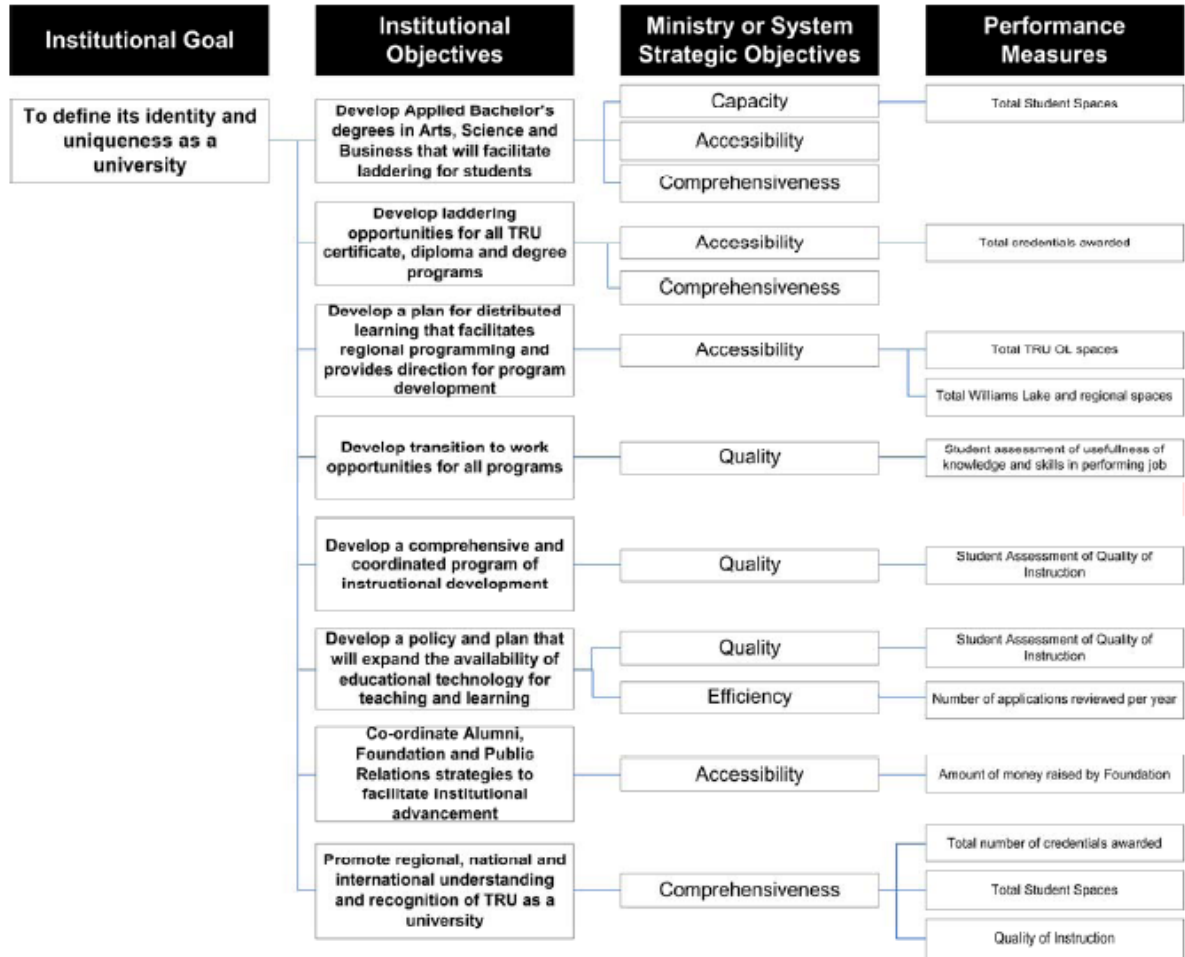 Institutional Goal
Institutional
Objectives
Ministry or System
Strategic Objectives
Performance
Measures
To define its identity and
uniqueness as a
university
Develop Applied Bachelor's
degrees in Arts, Science and
Business that will facilitate
laddering for students
Capacity
Total Student Spaces
Accessibility
Comprehensiveness
Develop laddering
opportunities for all TRU
certificate, diploma and degree
programs
Accessibility
Total credentials awarded
Comprehensiveness
Develop a plan for distributed
learning that facilitates
regional programming and
provides direction for program
development
Accessibility
Total TRU OL spaces
Total Williams Lake and regional spaces
Develop transition to work
opportunities for all programs
Quality
Student assessment of usefullness of
knowledge and skills in performing job
Develop a comprehensive and
coordinated program of
instructional development
Quality
Student Assessment of Quality of
Instruction
Develop a policy and plan that
will expand the availability of
educational technology for
teaching and learning
Quality
Student Assessment of Quality of
Instruction
Efficiency
Number of applications reviewed per year
Co-ordinate Alumni,
Foundation and Public
Relations strategies to
facilitate institutional
advancement
Accessibility
Amount of money raised by Foundation
Promote regional, national and
international understanding
and recognition of TRU as a
university
Comprehensiveness
Total number of credentials awarded
Total Student Spaces
Quality of Instruction